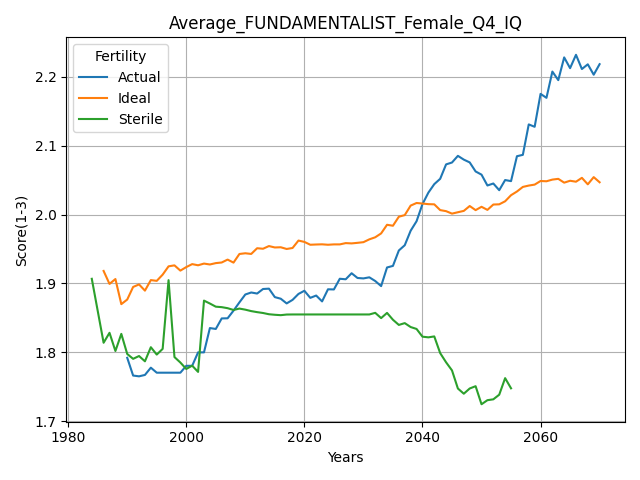 Average_FUNDAMENTALIST_Female_Q4_IQ
Fertility
Actual
Ideal
Sterile
Score(1-3)
2.2
2.1
2.0
1.9
1.8
1.7
1980 2000 2020 2040 2060
Years